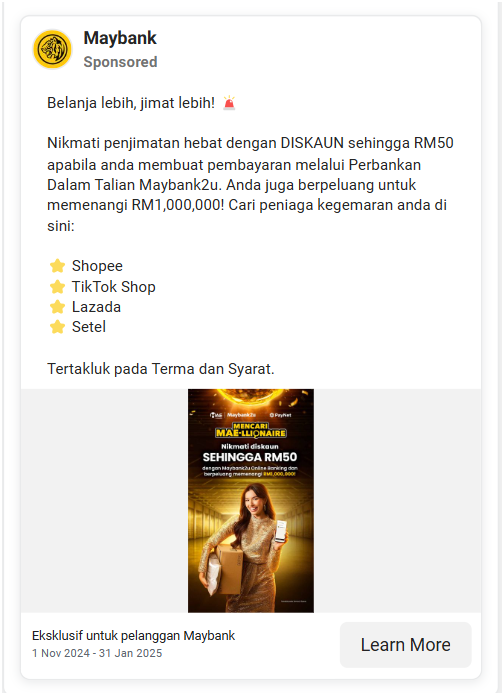 Maybank
Sponsored
Belanja lebih, jimat lebih! 🚨
Nikmati penjimatan hebat dengan DISKAUN sehingga RM50
apabila anda membuat pembayaran melalui Perbankan
Dalam Talian Maybank2u. Anda juga berpeluang untuk
memenangi RM1,000,000! Cari peniaga kegemaran anda di
sini:
⭐ Shopee
⭐ TikTok Shop
⭐ Lazada
⭐ Setel
Tertakluk pada Terma dan Syarat.
MAE Maybank2u PayNet
MENCARI
MAE-LLIONAIRE
Nikmati diskaun
SEHINGGA RM50
dengan Maybank2u Online Banking dan
berpeluang memenangi RM1,000,000!
Eksklusif untuk pelanggan Maybank
1 Nov 2024 - 31 Jan 2025
Learn More